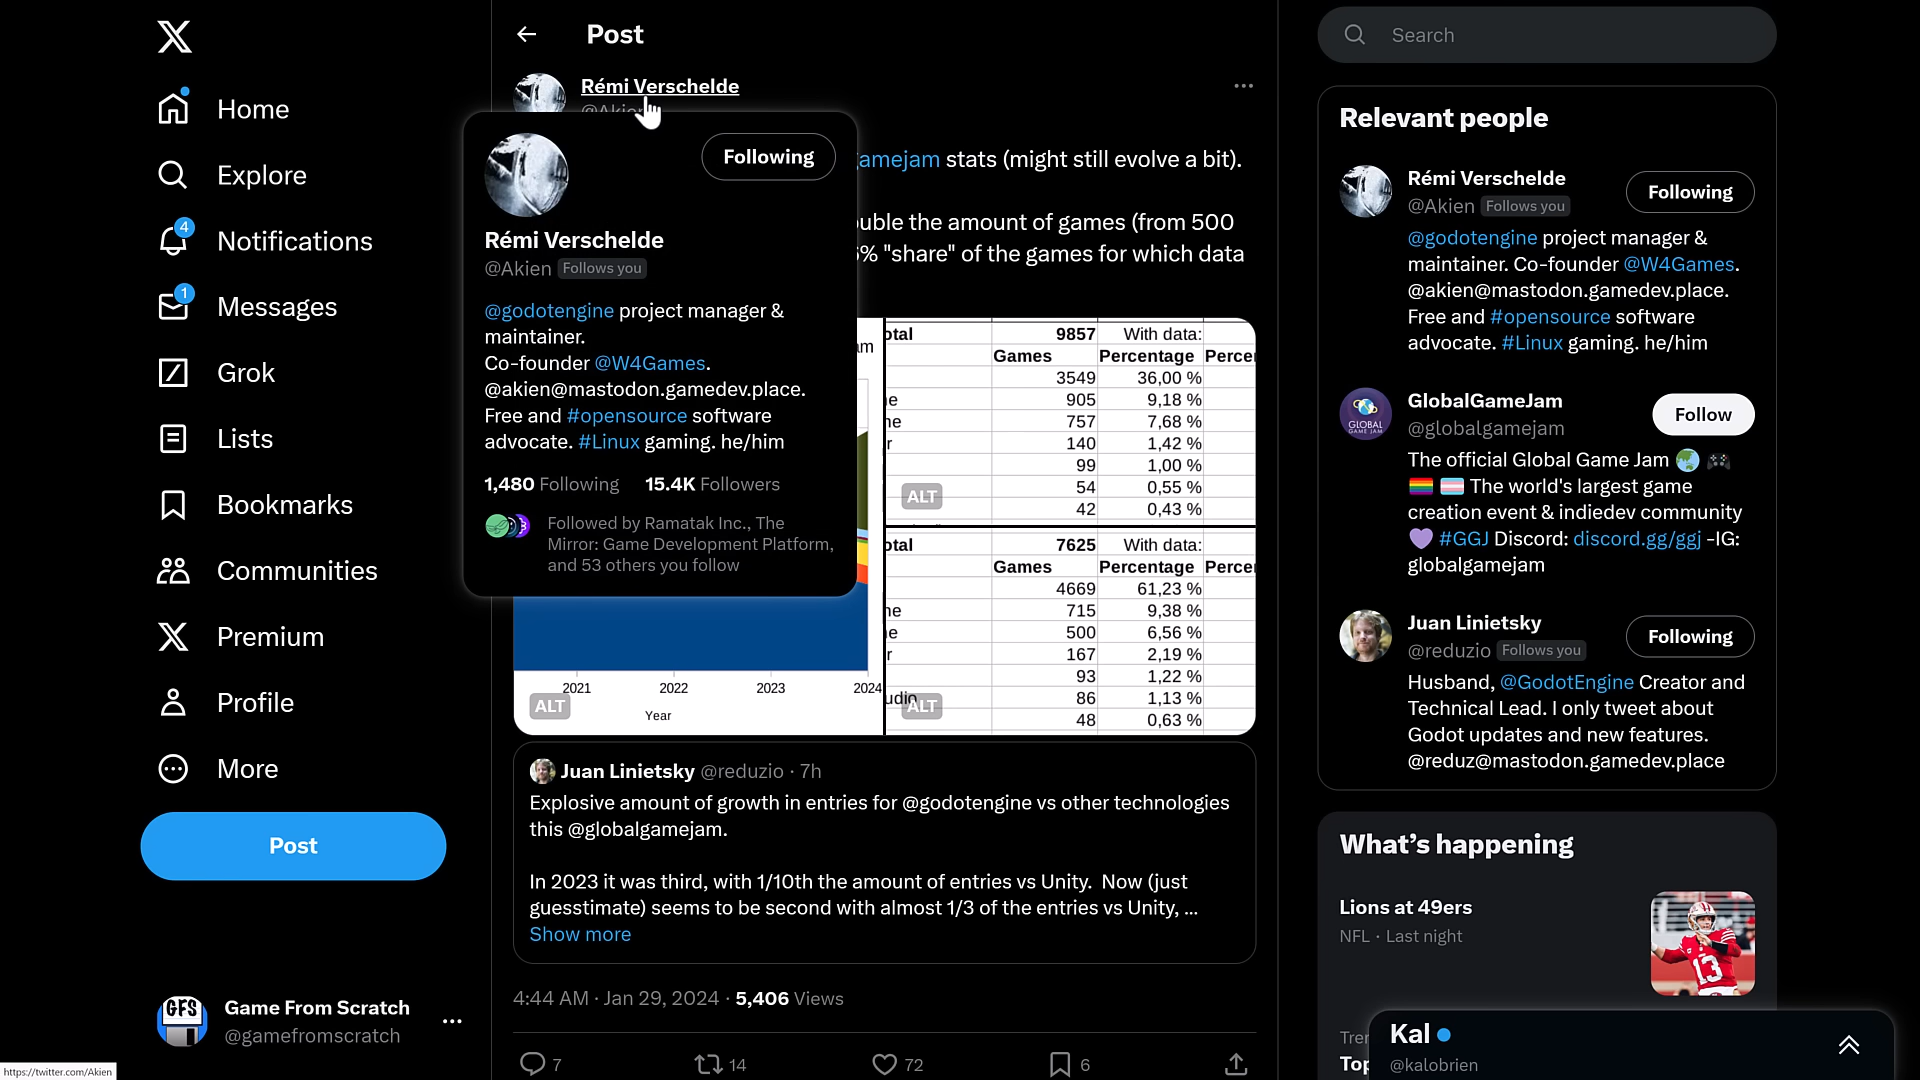 Home
Explore
4
Notifications
1
Messages
Grok
Lists
Bookmarks
Communities
Premium
Profile
More
Post
GFS
Game From Scratch
@gamefromscratch
https://twitter.com/Akien
Post
Rémi Verschelde
Following
Rémi Verschelde
@Akien Follows you
@godotengine project manager &
maintainer.
Co-founder @W4Games.
@akien@mastodon.gamedev.place.
Free and #opensource software
advocate. #Linux gaming. he/him
1,480 Following 15.4K Followers
Followed by Ramatak Inc., The
Mirror: Game Development Platform,
and 53 others you follow
amejam stats (might still evolve a bit).
uble the amount of games (from 500
% "share" of the games for which data
am
2021 2022 2023 2024
Year
ALT
otal 9857 With data:
Games Percentage Perce
3549 36,00 %
e 905 9,18 %
ne 757 7,68 %
r 140 1,42 %
99 1,00 %
54 0,55 %
42 0,43 %
ALT
otal 7625 With data:
Games Percentage Perce
4669 61,23 %
ne 715 9,38 %
e 500 6,56 %
r 167 2,19 %
93 1,22 %
udio 86 1,13 %
48 0,63 %
ALT
Juan Linietsky @reduzio · 7h
Explosive amount of growth in entries for @godotengine vs other technologies
this @globalgamejam.
In 2023 it was third, with 1/10th the amount of entries vs Unity. Now (just
guesstimate) seems to be second with almost 1/3 of the entries vs Unity, ...
Show more
4:44 AM · Jan 29, 2024 · 5,406 Views
7 14 72 6
Search
Relevant people
Rémi Verschelde
@Akien Follows you
Following
@godotengine project manager &
maintainer. Co-founder @W4Games.
@akien@mastodon.gamedev.place.
Free and #opensource software
advocate. #Linux gaming. he/him
GLOBAL
GAME JAM
GlobalGameJam
@globalgamejam
Follow
The official Global Game Jam 🌏 🎮
🏳️‍🌈 🏳️‍⚧️ The world's largest game
creation event & indiedev community
💜 #GGJ Discord: discord.gg/ggj -IG:
globalgamejam
Juan Linietsky
@reduzio Follows you
Following
Husband, @GodotEngine Creator and
Technical Lead. I only tweet about
Godot updates and new features.
@reduz@mastodon.gamedev.place
What's happening
Lions at 49ers
NFL · Last night
13
Tre
Top
Kal
@kalobrien